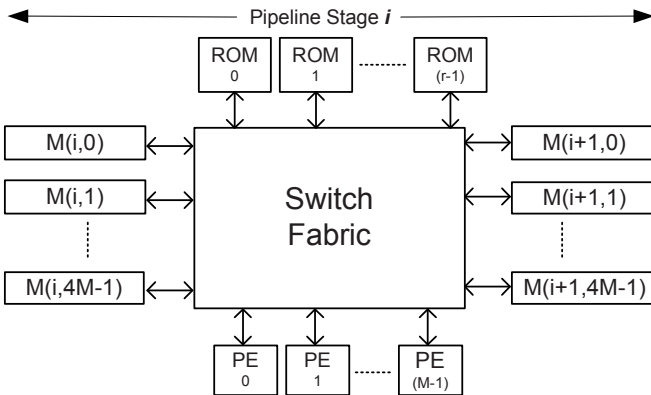 Pipeline Stage i
ROM ROM ROM
0 1 (r-1)
M(i,0) M(i+1,0)
M(i,1) M(i+1,1)
Switch
Fabric
M(i,4M-1) M(i+1,4M-1)
PE PE PE
0 1 (M-1)